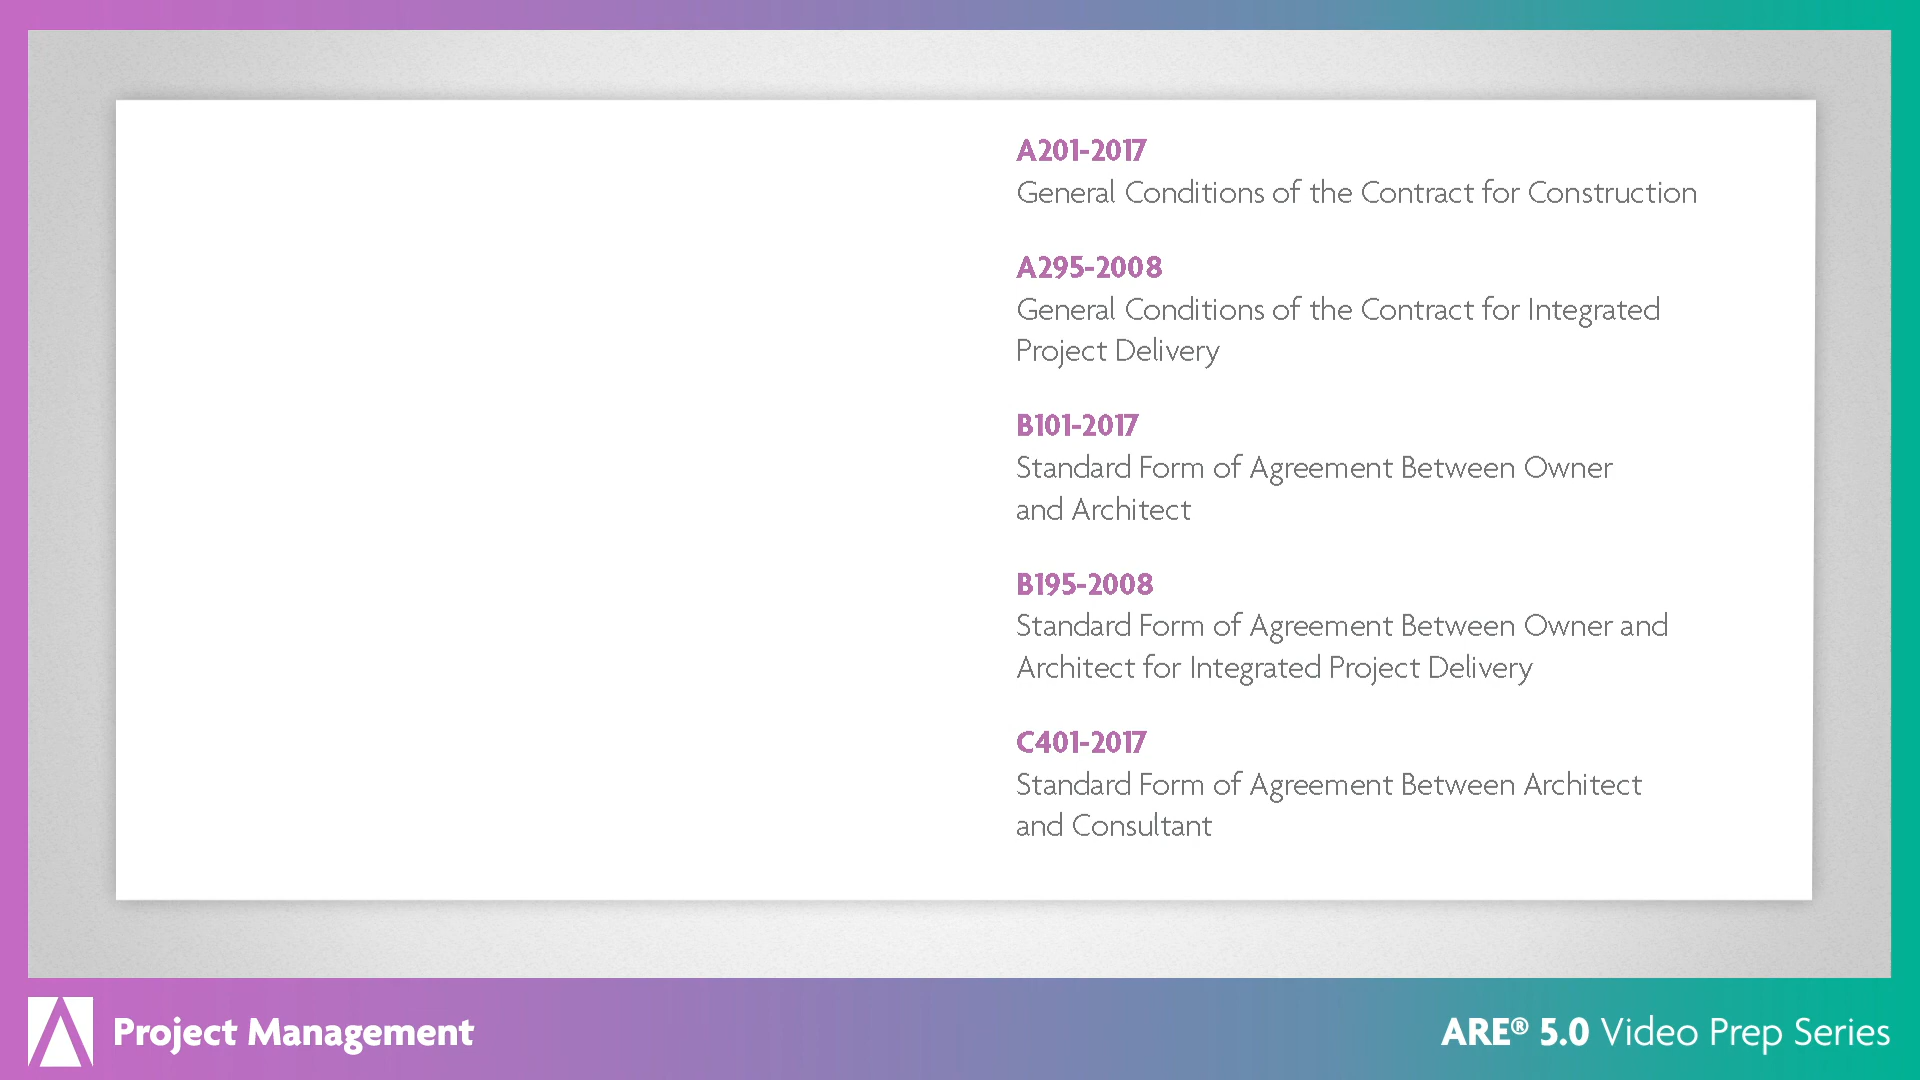 A201-2017
General Conditions of the Contract for Construction
A295-2008
General Conditions of the Contract for Integrated
Project Delivery
B101-2017
Standard Form of Agreement Between Owner
and Architect
B195-2008
Standard Form of Agreement Between Owner and
Architect for Integrated Project Delivery
C401-2017
Standard Form of Agreement Between Architect
and Consultant
Project Management
ARE® 5.0 Video Prep Series